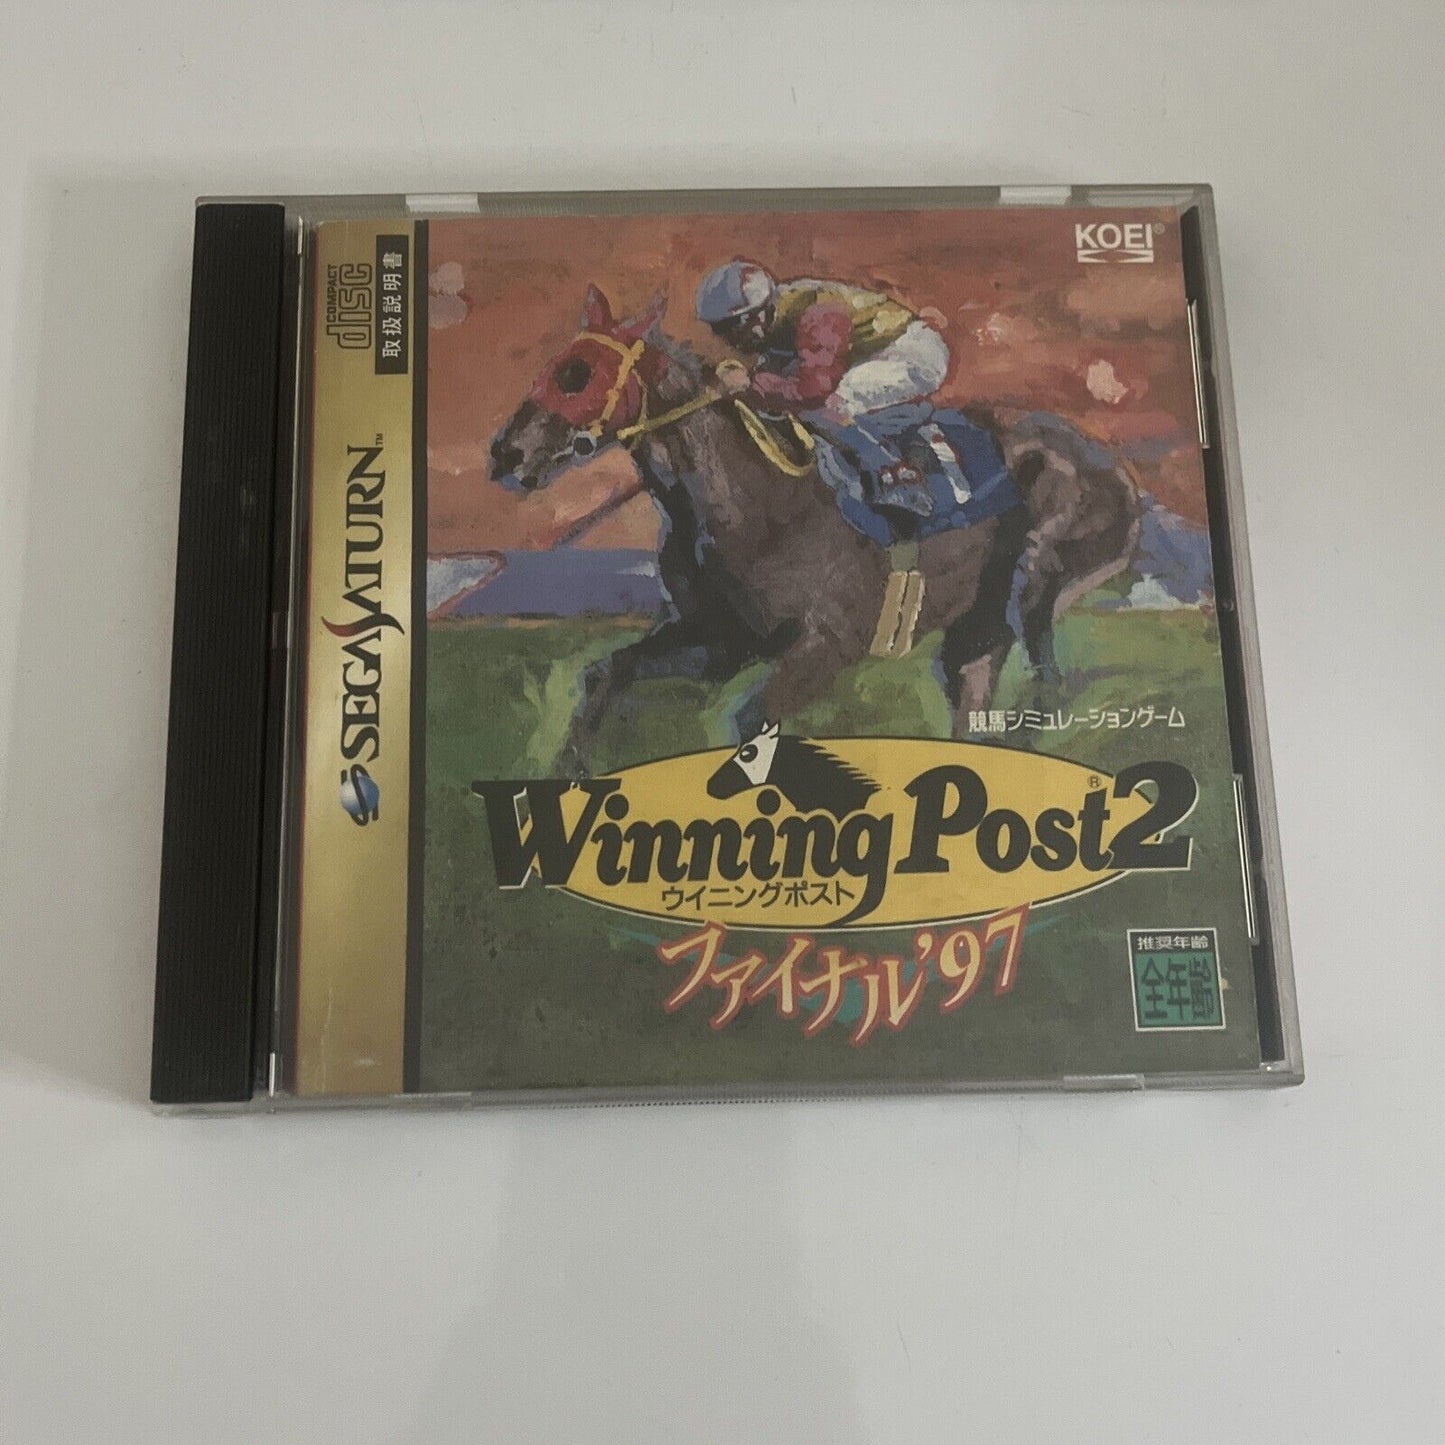 COMPACT
disc
取扱説明書
SEGA SATURN™
KOEI®
1
競馬シミュレーションゲーム
Winning Post®2
ウイニングポスト
ファイナル'97
推奨年齢
全年齢